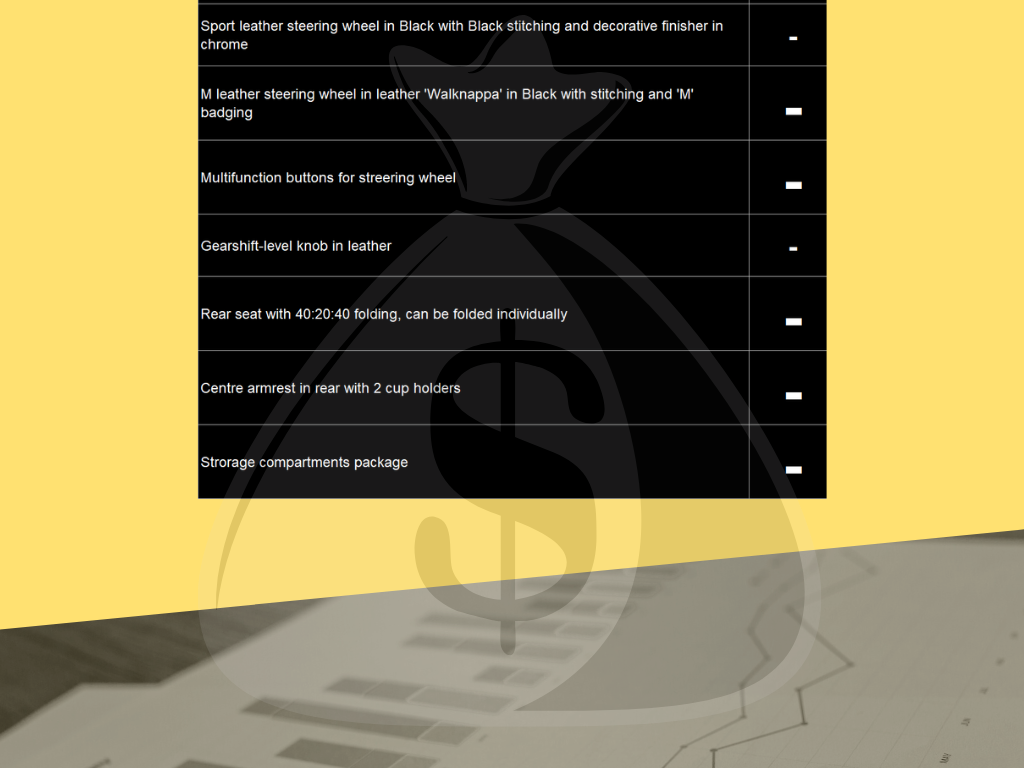 Sport leather steering wheel in Black with Black stitching and decorative finisher in
chrome
-
M leather steering wheel in leather 'Walknappa' in Black with stitching and 'M'
badging
-
Multifunction buttons for streering wheel
-
Gearshift-level knob in leather
-
Rear seat with 40:20:40 folding, can be folded individually
-
Centre armrest in rear with 2 cup holders
-
Strorage compartments package
-
$